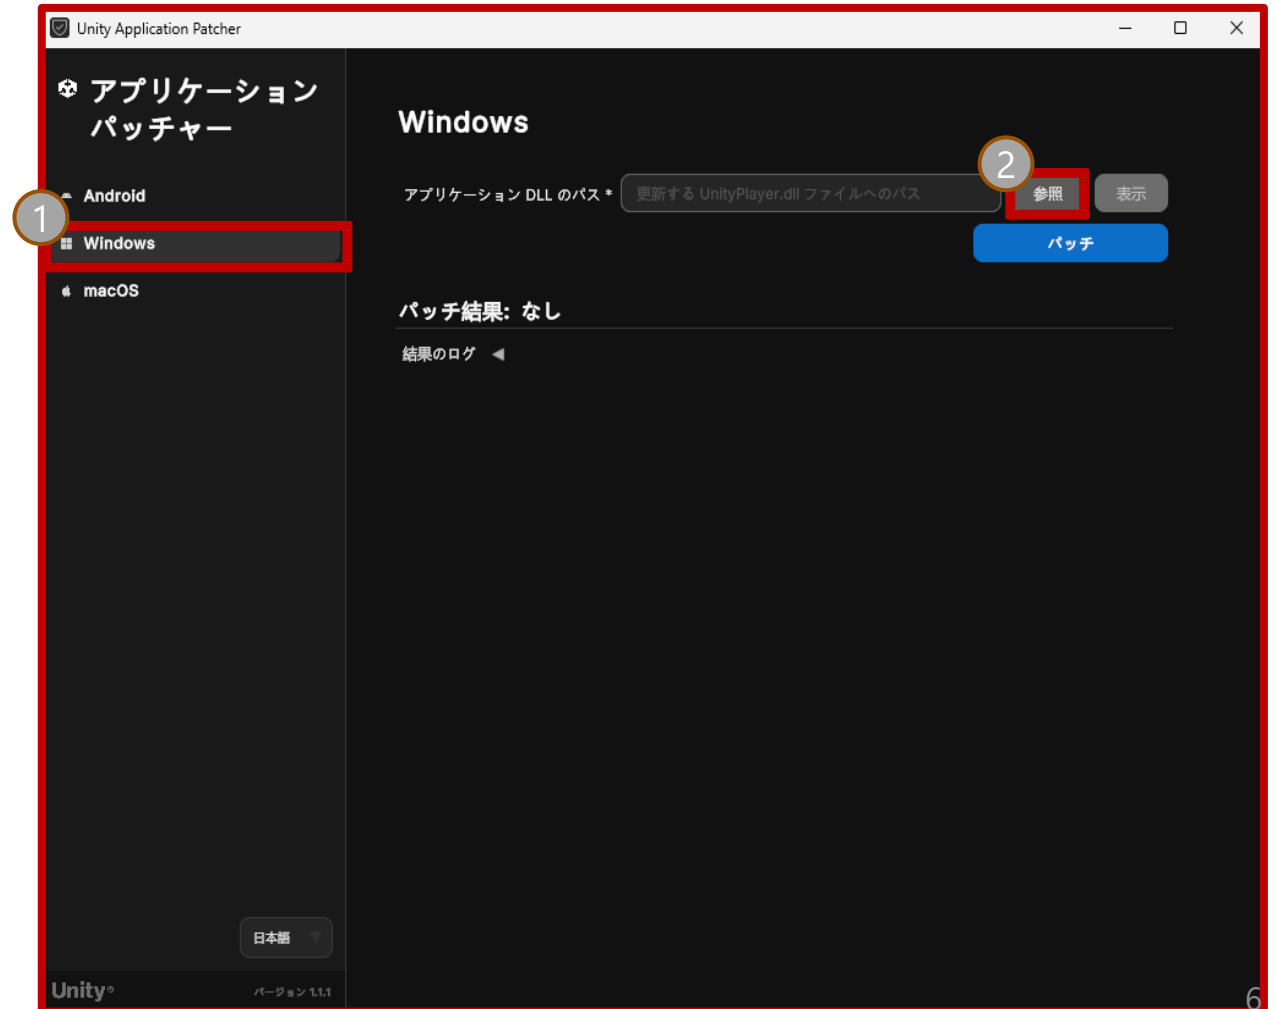 Unity Application Patcher
アプリケーション
パッチャー
Android
1
Windows
macOS
Windows
2
アプリケーション DLL のパス *
更新する UnityPlayer.dll ファイルへのパス
参照
表示
パッチ
パッチ結果: なし
結果のログ
日本語
Unity
バージョン 1.1.1
6